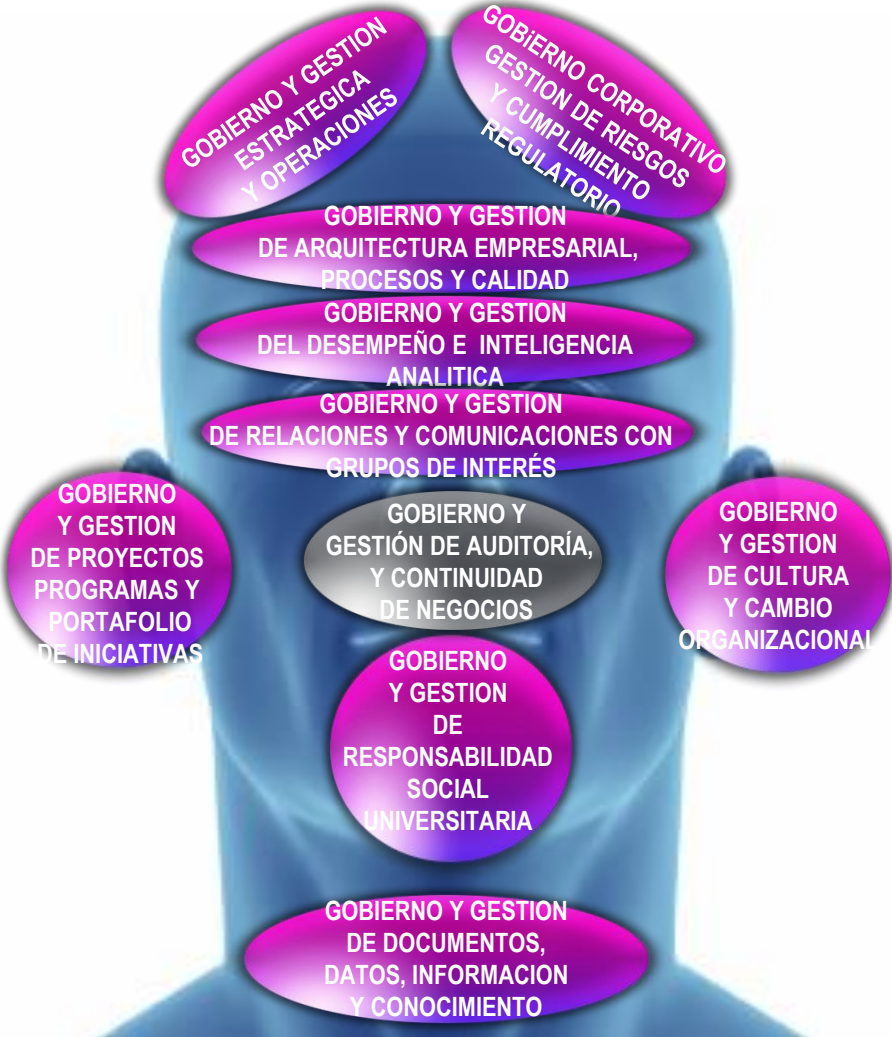 GOBIERNO Y GESTION
ESTRATEGICA
Y OPERACIONES
GOBiERNO CORPORATIVO
GESTION DE RIESGOS
Y CUMPLIMIENTO
REGULATORIO
GOBIERNO Y GESTION
DE ARQUITECTURA EMPRESARIAL,
PROCESOS Y CALIDAD
GOBIERNO Y GESTION
DEL DESEMPEÑO E INTELIGENCIA
ANALITICA
GOBIERNO Y GESTION
DE RELACIONES Y COMUNICACIONES CON
GRUPOS DE INTERÉS
GOBIERNO
Y GESTION
DE PROYECTOS
PROGRAMAS Y
PORTAFOLIO
DE INICIATIVAS
GOBIERNO Y
GESTIÓN DE AUDITORÍA,
Y CONTINUIDAD
DE NEGOCIOS
GOBIERNO
Y GESTION
DE CULTURA
Y CAMBIO
ORGANIZACIONAL
GOBIERNO
Y GESTION
DE
RESPONSABILIDAD
SOCIAL
UNIVERSITARIA
GOBIERNO Y GESTION
DE DOCUMENTOS,
DATOS, INFORMACION
Y CONOCIMIENTO